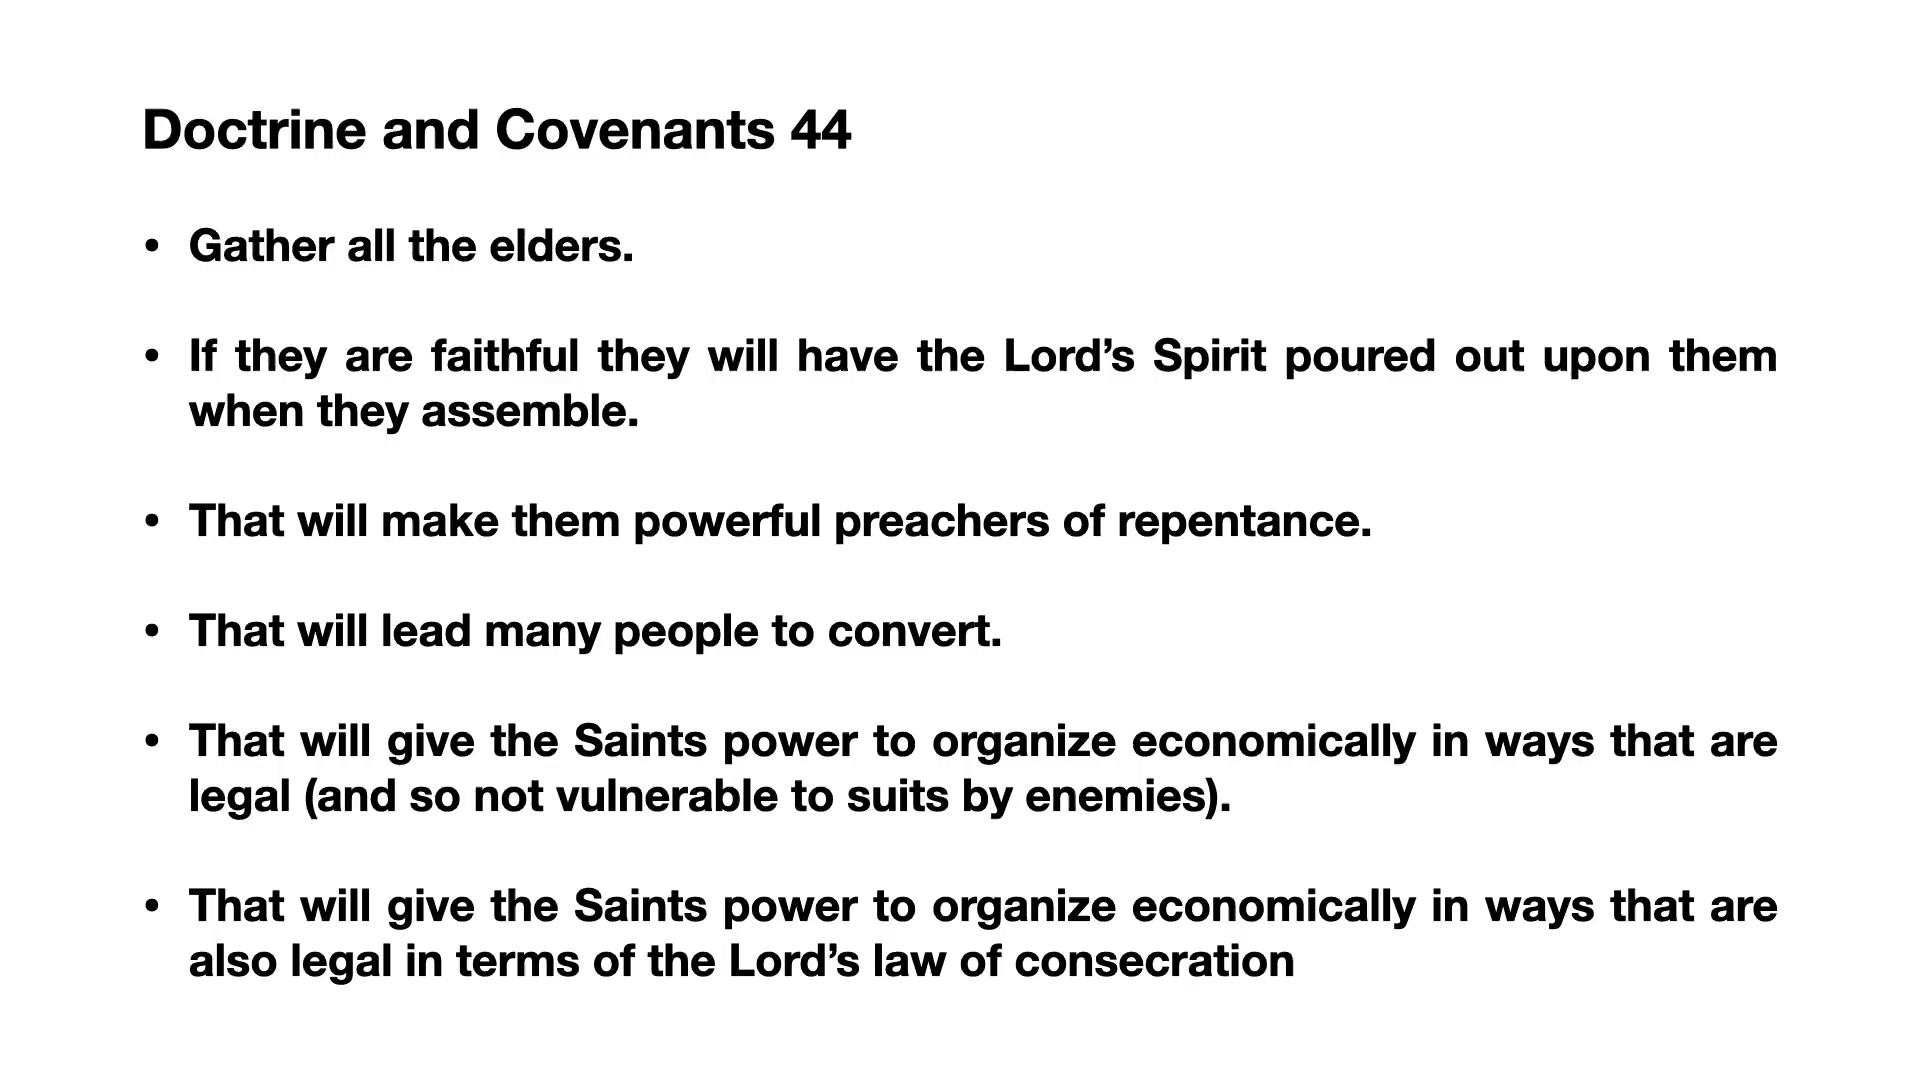 Doctrine and Covenants 44
• Gather all the elders.
• If they are faithful they will have the Lord’s Spirit poured out upon them
when they assemble.
• That will make them powerful preachers of repentance.
• That will lead many people to convert.
• That will give the Saints power to organize economically in ways that are
legal (and so not vulnerable to suits by enemies).
• That will give the Saints power to organize economically in ways that are
also legal in terms of the Lord’s law of consecration